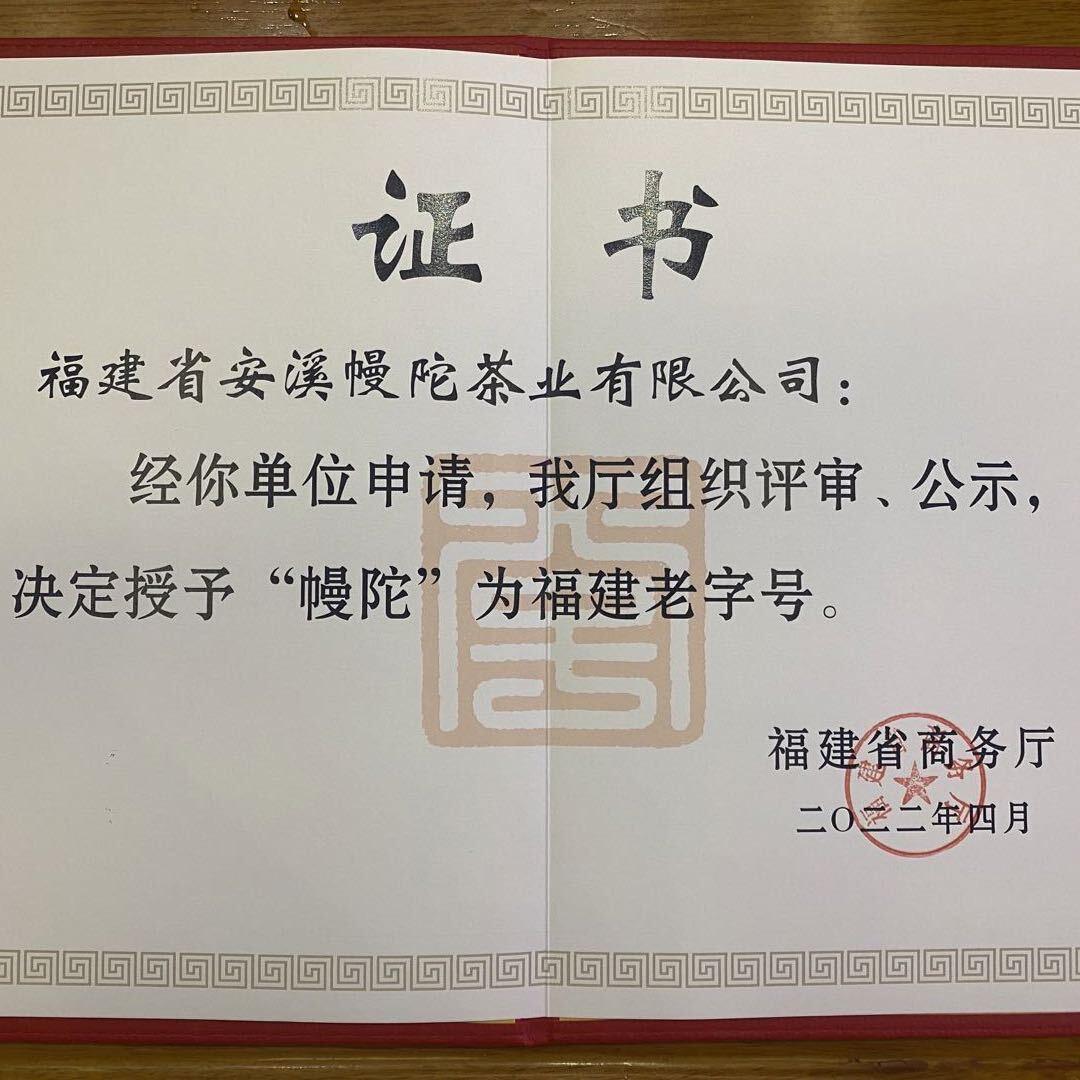 证书
福建省安溪幔陀茶业有限公司：
经你单位申请，我厅组织评审、公示，
决定授予“幔陀”为福建老字号。
福建省商务厅
二〇二二年四月